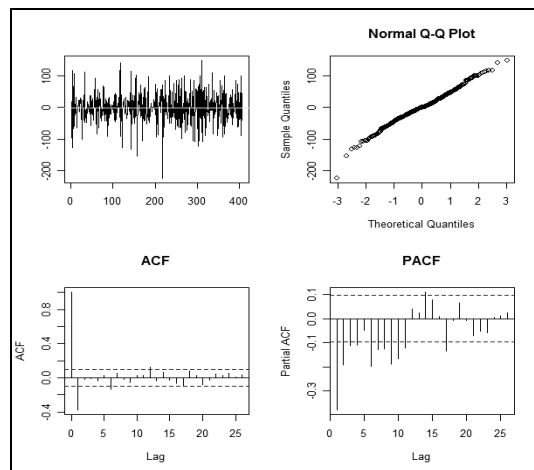 Normal Q-Q Plot
100
0
-100
-200
0 100 200 300 400
Sample Quantiles
100
0
-100
-200
-3 -2 -1 0 1 2 3
Theoretical Quantiles
ACF
ACF
0.8
0.4
0.0
-0.4
0 5 10 15 20 25
Lag
PACF
Partial ACF
0.1
-0.1
-0.3
0 5 10 15 20 25
Lag